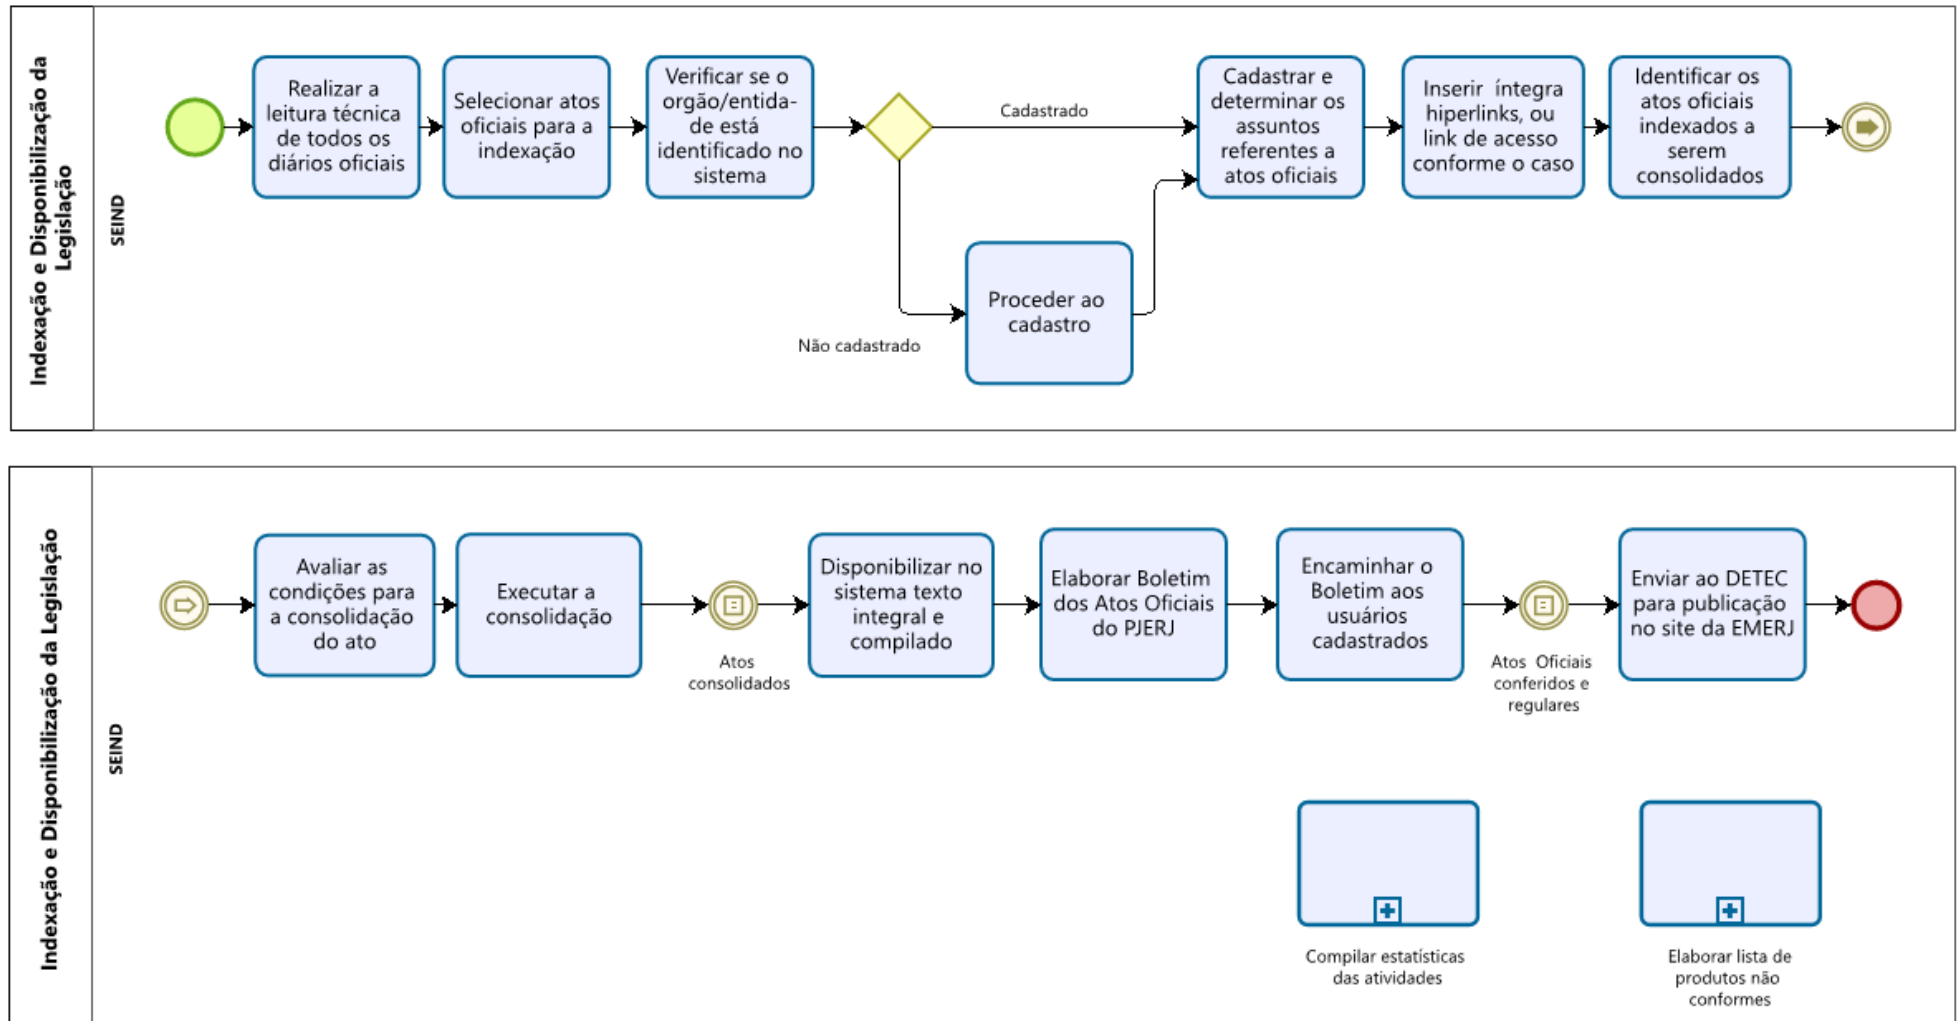 Indexação e Disponibilização da
Legislação
SEIND
Realizar a
leitura técnica
de todos os
diários oficiais
Selecionar atos
oficiais para a
indexação
Verificar se o
orgão/entida-
de está
identificado no
sistema
Cadastrado
Não cadastrado
Proceder ao
cadastro
Cadastrar e
determinar os
assuntos
referentes a
atos oficiais
Inserir íntegra
hiperlinks, ou
link de acesso
conforme o caso
Identificar os
atos oficiais
indexados a
serem
consolidados
Indexação e Disponibilização da Legislação
SEIND
Avaliar as
condições para
a consolidação
do ato
Executar a
consolidação
Atos
consolidados
Disponibilizar no
sistema texto
integral e
compilado
Elaborar Boletim
dos Atos Oficiais
do PJERJ
Encaminhar o
Boletim aos
usuários
cadastrados
Atos Oficiais
conferidos e
regulares
Enviar ao DETEC
para publicação
no site da EMERJ
Compilar estatísticas
das atividades
Elaborar lista de
produtos não
conformes